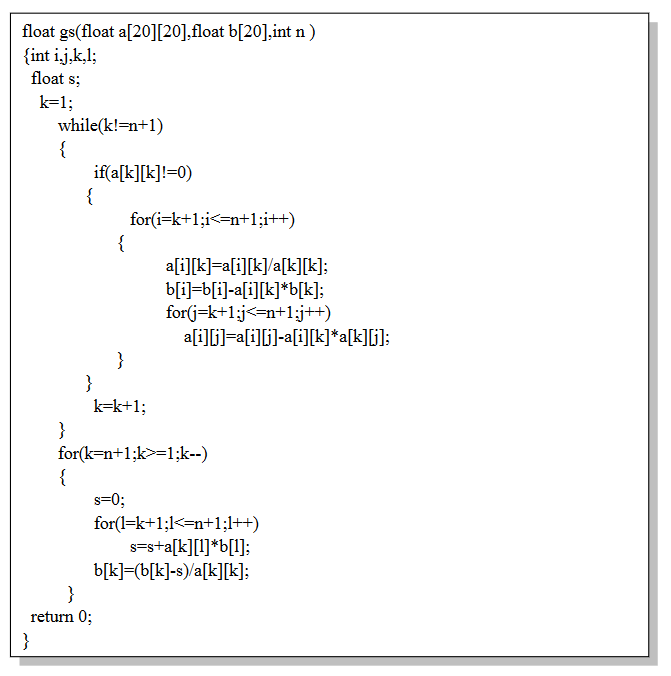 float gs(float a[20][20],float b[20],int n )
{int i,j,k,l;
float s;
k=1;
while(k!=n+1)
{
if(a[k][k]!=0)
{
for(i=k+1;i<=n+1;i++)
{
a[i][k]=a[i][k]/a[k][k];
b[i]=b[i]-a[i][k]*b[k];
for(j=k+1;j<=n+1;j++)
a[i][j]=a[i][j]-a[i][k]*a[k][j];
}
}
k=k+1;
}
for(k=n+1;k>=1;k--)
{
s=0;
for(l=k+1;l<=n+1;l++)
s=s+a[k][l]*b[l];
b[k]=(b[k]-s)/a[k][k];
}
return 0;
}